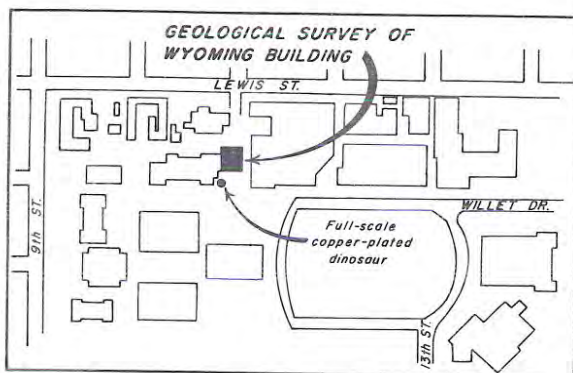 GEOLOGICAL SURVEY OF
WYOMING BUILDING
LEWIS ST.
9th ST.
WILLET DR.
Full-scale
copper-plated
dinosaur
13th ST.